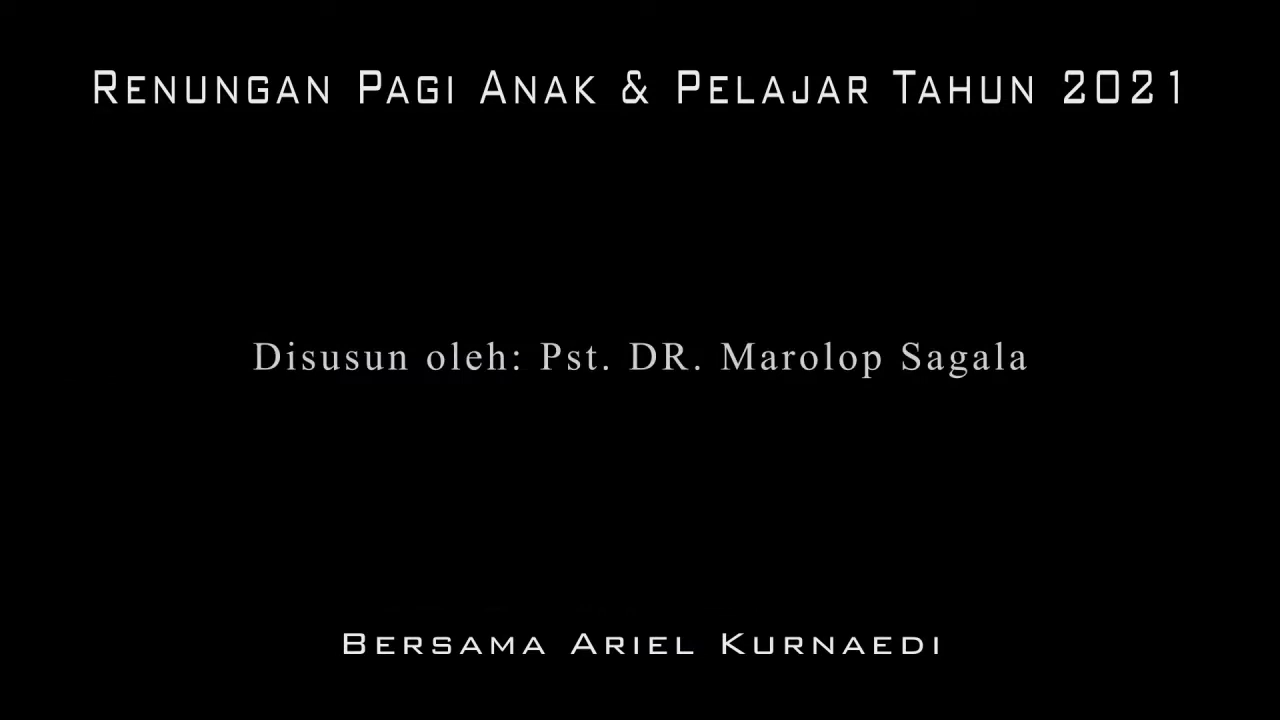 Renungan Pagi Anak & Pelajar Tahun 2021
Disusun oleh: Pst. DR. Marolop Sagala
Bersama Ariel Kurnaedi